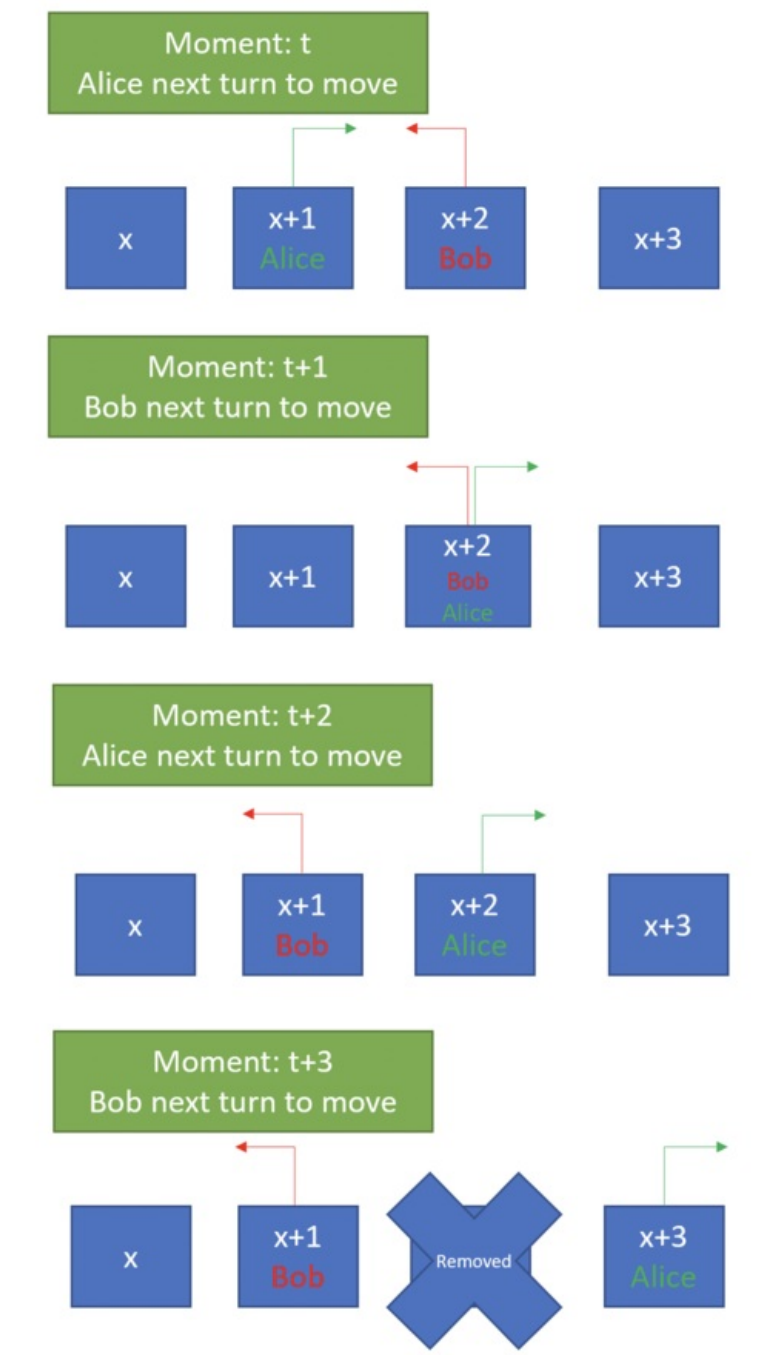 Moment: t
Alice next turn to move
x
x+1
Alice
x+2
Bob
x+3
Moment: t+1
Bob next turn to move
x
x+1
x+2
Bob
Alice
x+3
Moment: t+2
Alice next turn to move
x
x+1
Bob
x+2
Alice
x+3
Moment: t+3
Bob next turn to move
x
x+1
Bob
Removed
x+3
Alice